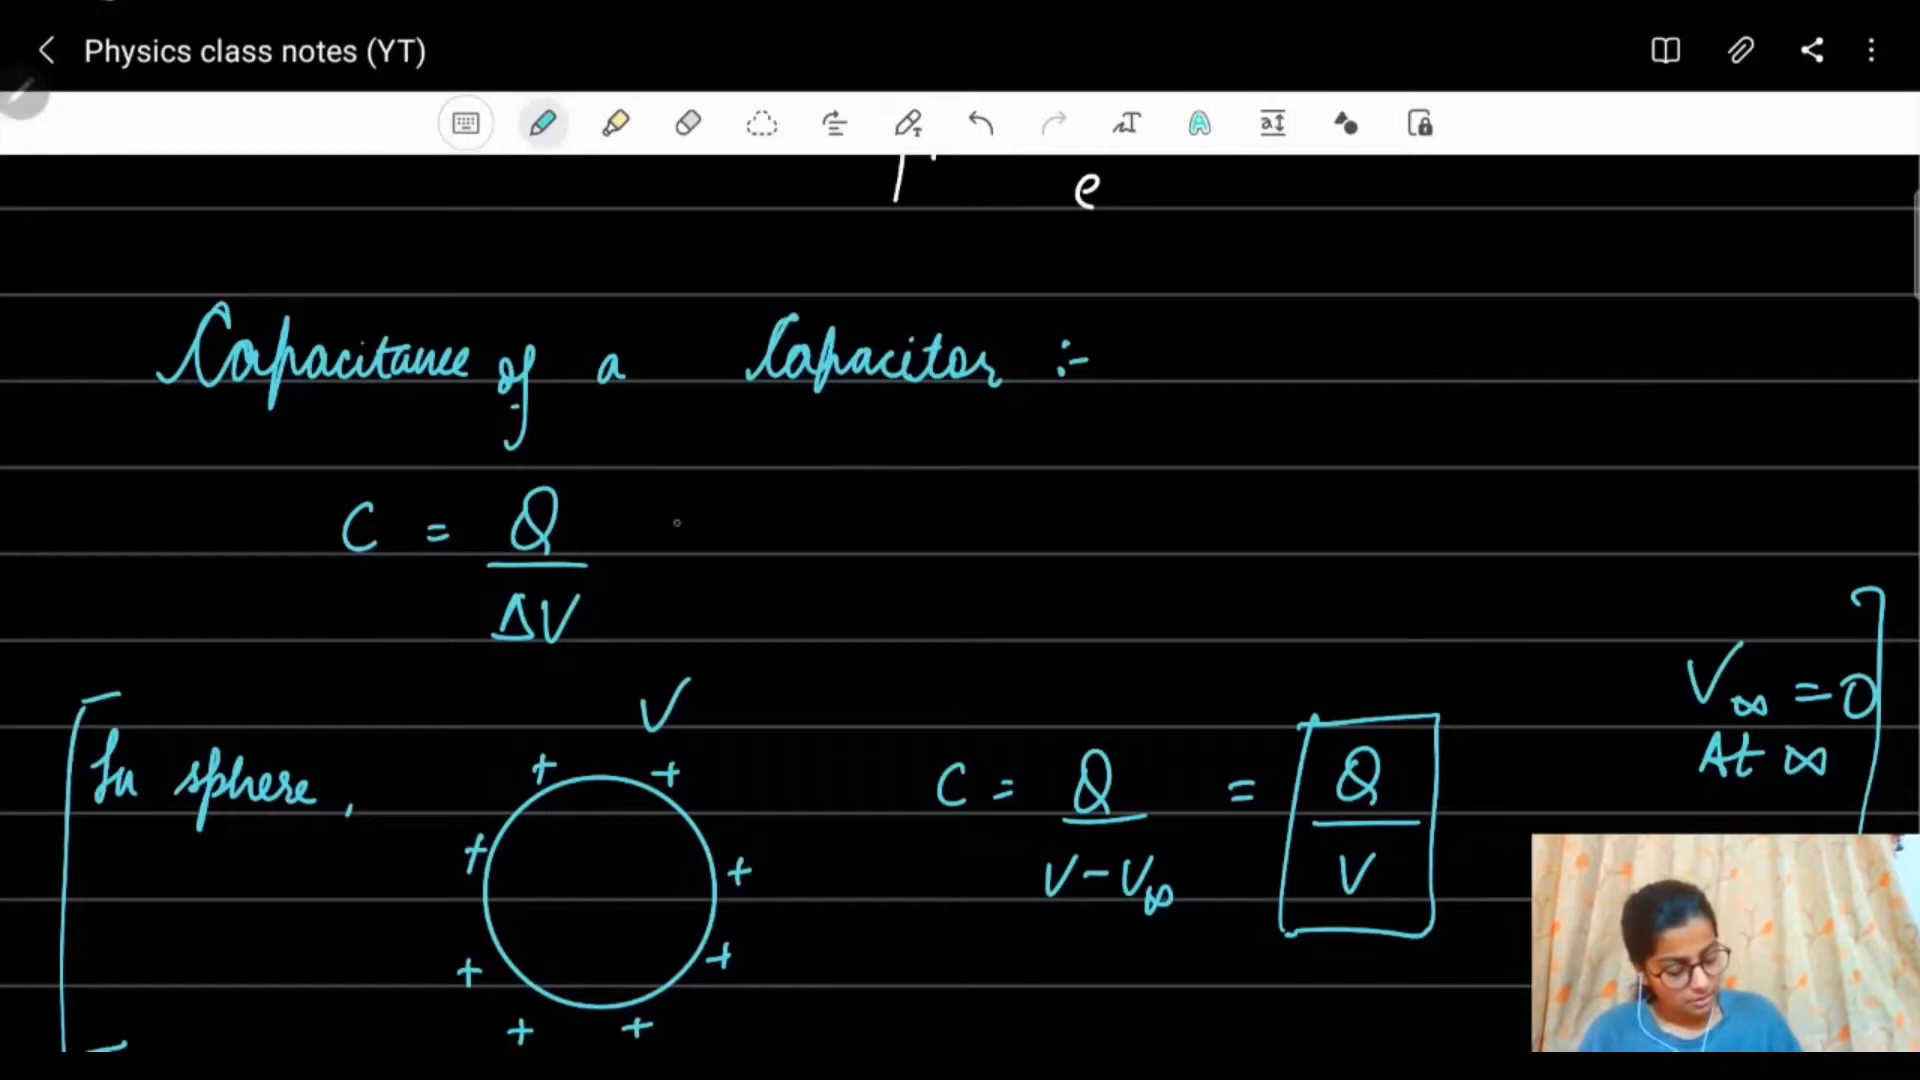 Physics class notes (YT)
e
Capacitance of a Capacitor :-
C = Q
ΔV
V∞ = 0
At ∞
V
In sphere,
+ +
C = Q = Q
V - V∞ V
+ +
+ +
+ +